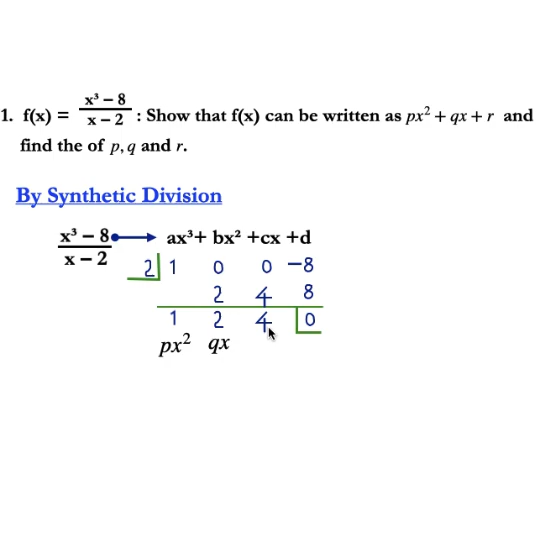 1. f(x) = x³ – 8 / x – 2 : Show that f(x) can be written as px² + qx + r and
find the of p, q and r.
By Synthetic Division
x³ – 8 / x – 2 → ax³+ bx² +cx +d
2 1 0 0 –8
2 4 8
1 2 4 0
px² qx